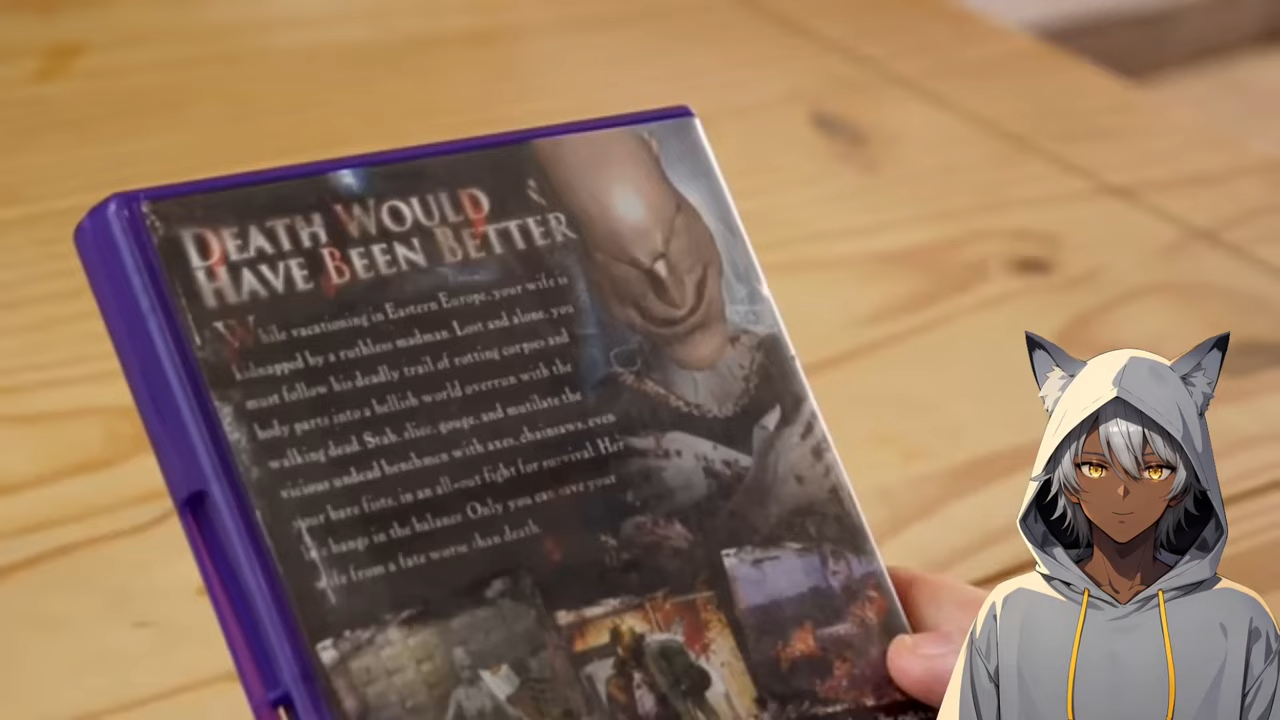 DEATH WOULD
HAVE BEEN BETTER
While vacationing in Eastern Europe, your wife is
kidnapped by a ruthless madman. Lost and alone, you
must follow his deadly trail of rotting corpses and
body parts into a hellish world overrun with the
walking dead. Stab, slice, gouge, and mutilate the
vicious undead henchmen with axes, chainsaws, even
your bare fists, in an all-out fight for survival. Her
life hangs in the balance. Only you can save your
wife from a fate worse than death.